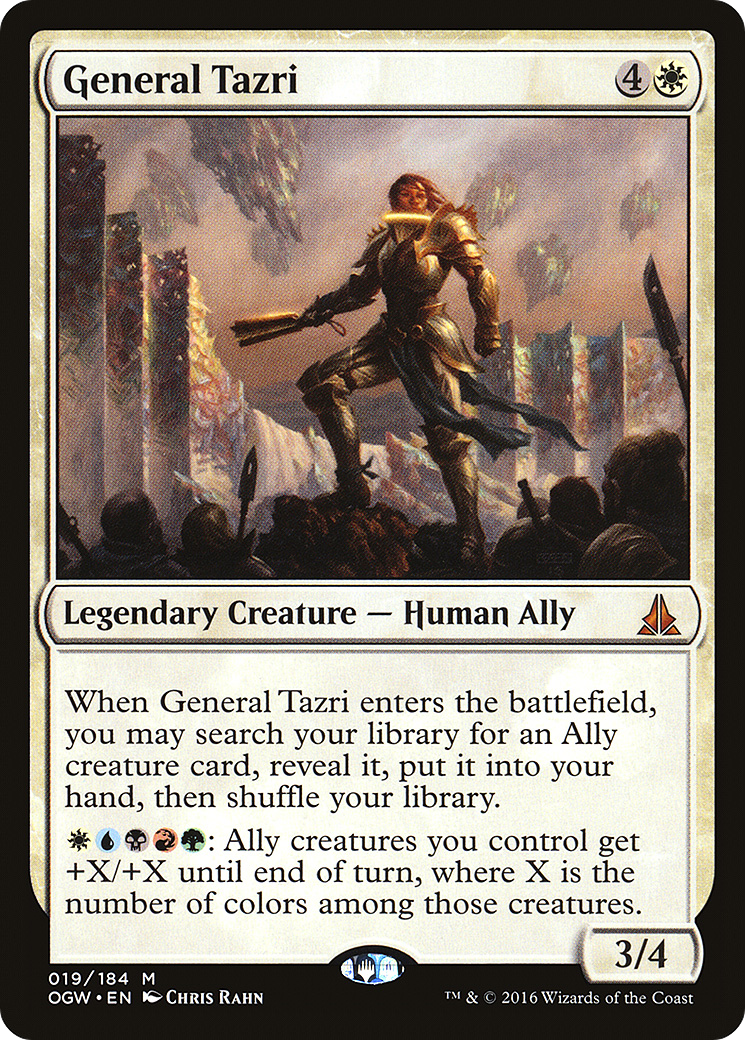 General Tazri 4
Legendary Creature — Human Ally
When General Tazri enters the battlefield,
you may search your library for an Ally
creature card, reveal it, put it into your
hand, then shuffle your library.
: Ally creatures you control get
+X/+X until end of turn, where X is the
number of colors among those creatures.
3/4
019/184 M
OGW • EN Chris Rahn
™ & © 2016 Wizards of the Coast